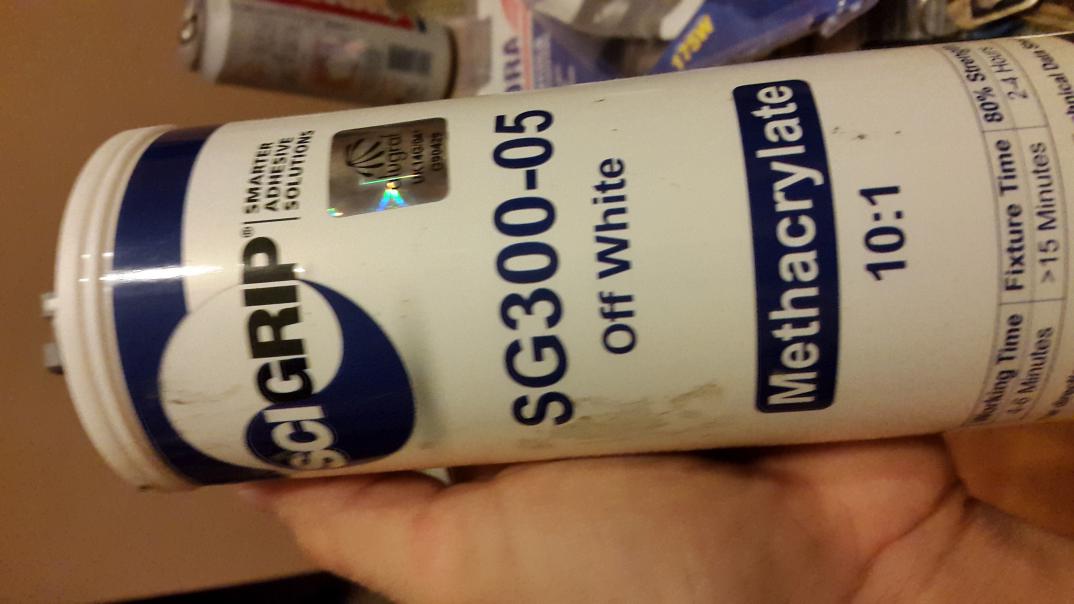 SCIGRIP®
SMARTER
ADHESIVE
SOLUTIONS
SG300-05
Off White
Methacrylate
10:1
Working Time Fixture Time 80% Strength
4-6 Minutes >15 Minutes 2-4 Hours
175W